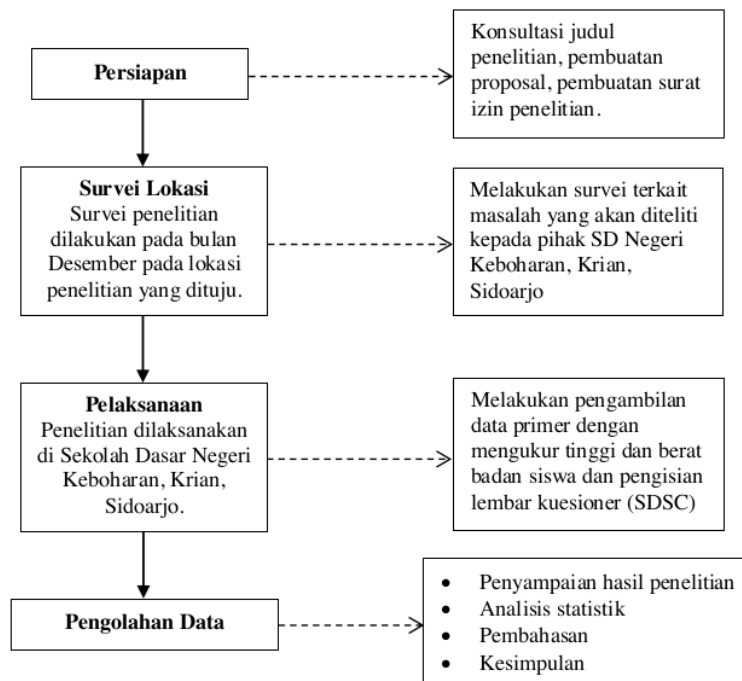 Persiapan
Konsultasi judul
penelitian, pembuatan
proposal, pembuatan surat
izin penelitian.
Survei Lokasi
Survei penelitian
dilakukan pada bulan
Desember pada lokasi
penelitian yang dituju.
Melakukan survei terkait
masalah yang akan diteliti
kepada pihak SD Negeri
Keboharan, Krian,
Sidoarjo
Pelaksanaan
Penelitian dilaksanakan
di Sekolah Dasar Negeri
Keboharan, Krian,
Sidoarjo.
Melakukan pengambilan
data primer dengan
mengukur tinggi dan berat
badan siswa dan pengisian
lembar kuesioner (SDSC)
Pengolahan Data
• Penyampaian hasil penelitian
• Analisis statistik
• Pembahasan
• Kesimpulan